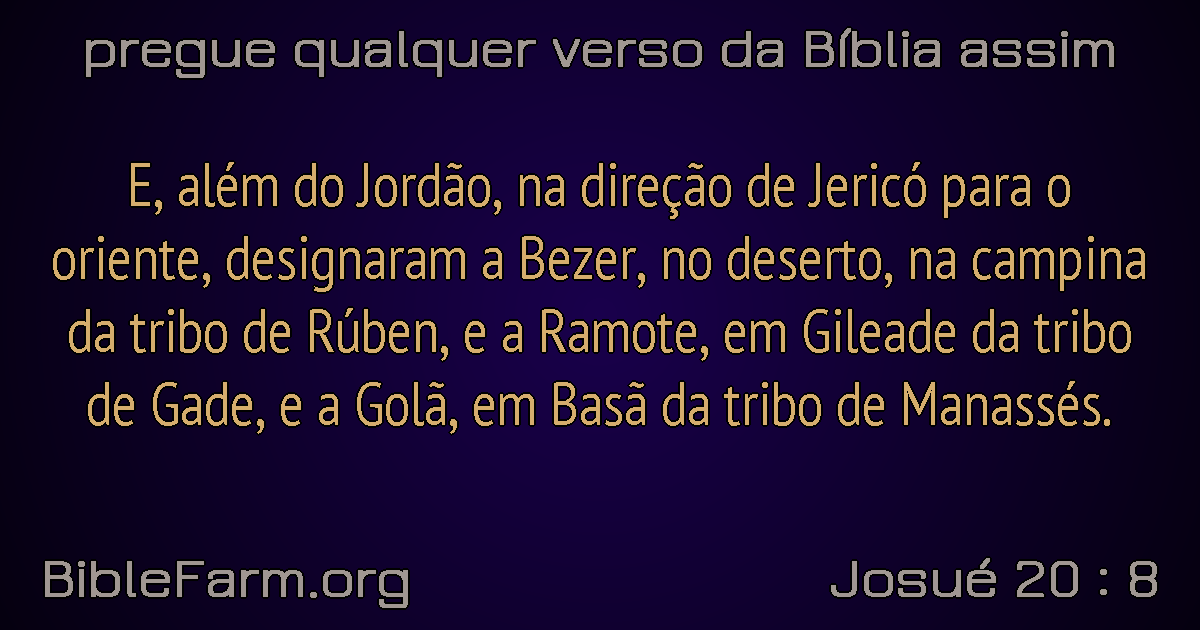 pregue qualquer verso da Bíblia assim
E, além do Jordão, na direção de Jericó para o
oriente, designaram a Bezer, no deserto, na campina
da tribo de Rúben, e a Ramote, em Gileade da tribo
de Gade, e a Golã, em Basã da tribo de Manassés.
BibleFarm.org
Josué 20 : 8